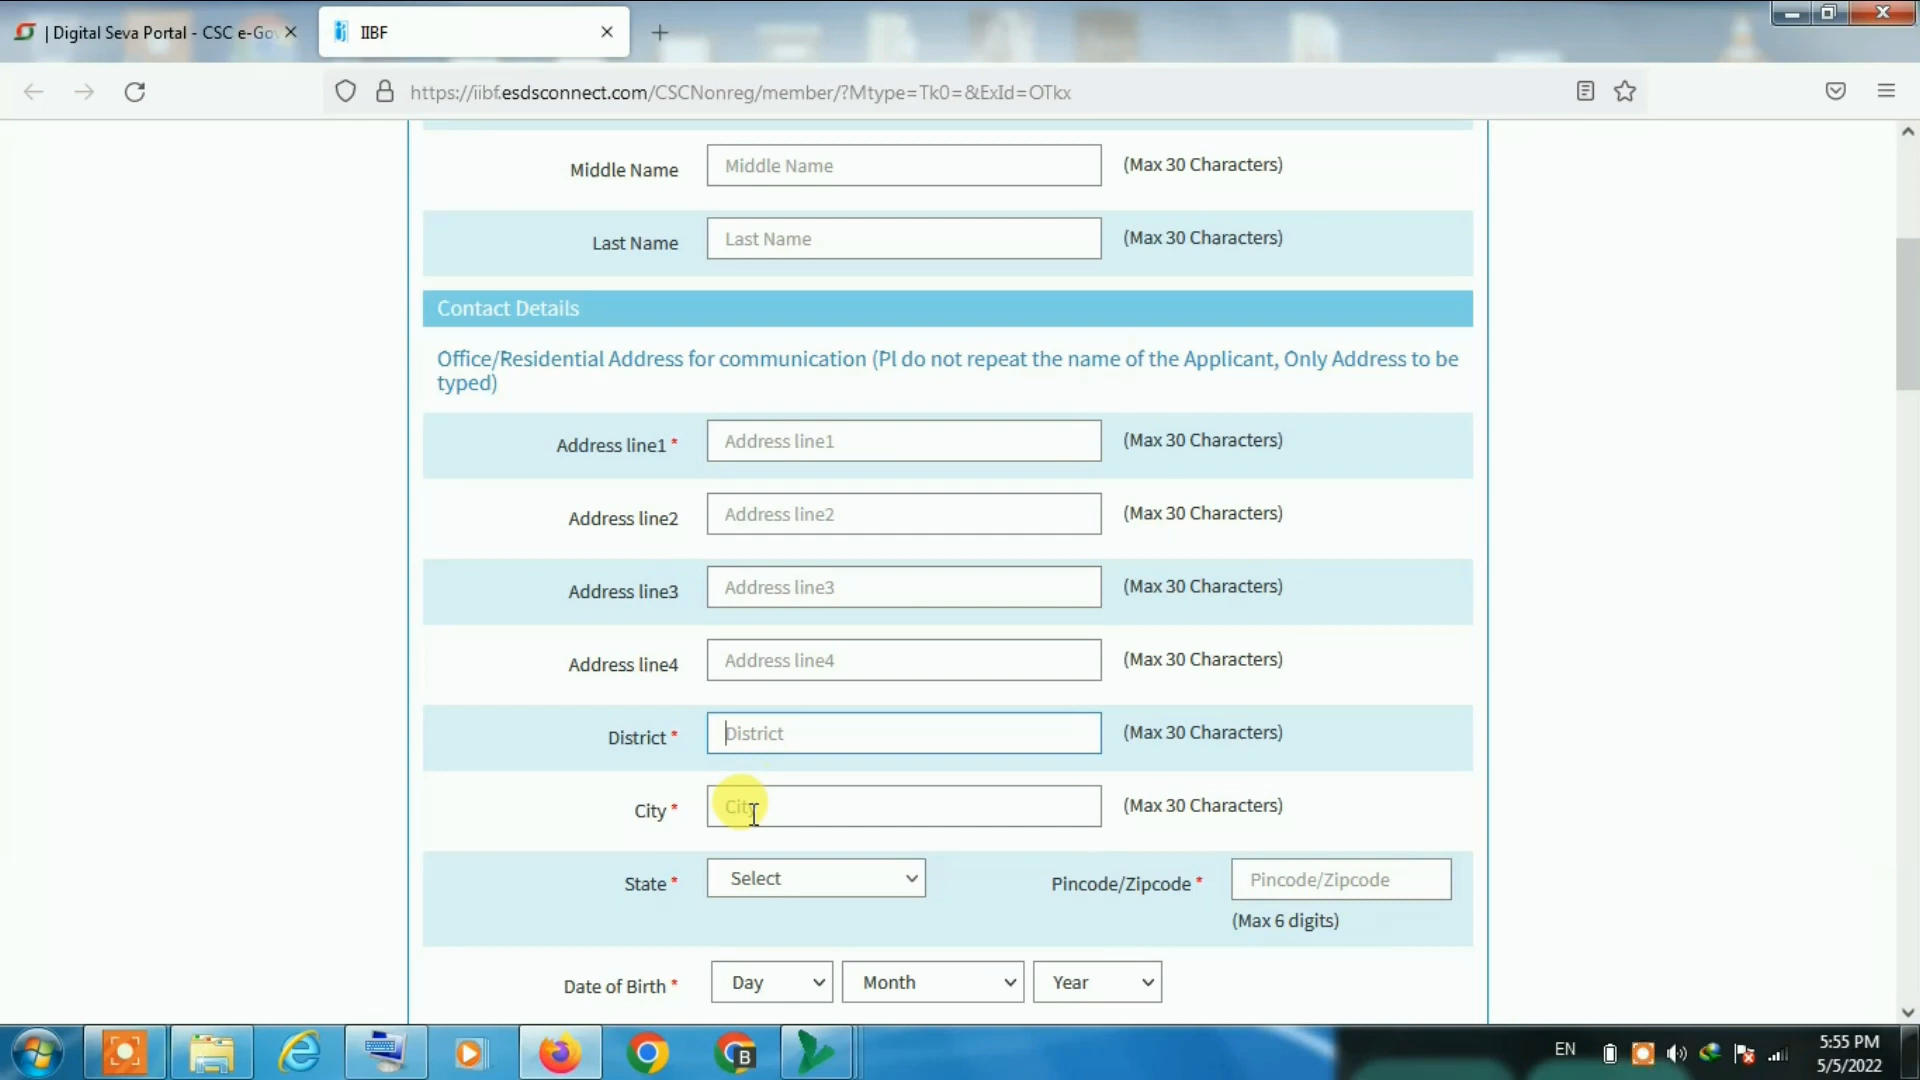 | Digital Seva Portal - CSC e-Gov
IIBF
https://iibf.esdsconnect.com/CSCNonreg/member/?Mtype=Tk0=&ExId=OTkx
Middle Name
Middle Name
(Max 30 Characters)
Last Name
Last Name
(Max 30 Characters)
Contact Details
Office/Residential Address for communication (Pl do not repeat the name of the Applicant, Only Address to be
typed)
Address line1 *
Address line1
(Max 30 Characters)
Address line2
Address line2
(Max 30 Characters)
Address line3
Address line3
(Max 30 Characters)
Address line4
Address line4
(Max 30 Characters)
District *
District
(Max 30 Characters)
City *
City
(Max 30 Characters)
State *
Select
Pincode/Zipcode *
Pincode/Zipcode
(Max 6 digits)
Date of Birth *
Day
Month
Year
B
EN
5:55 PM
5/5/2022